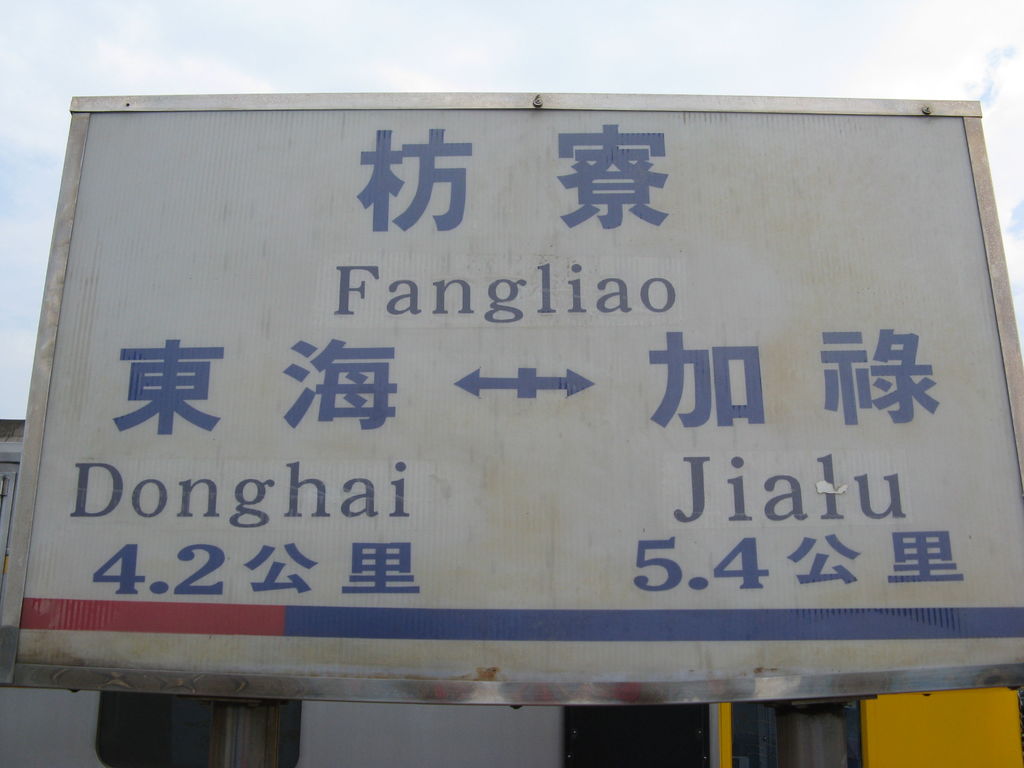 枋寮
Fangliao
東海 ↔ 加祿
Donghai Jialu
4.2公里 5.4公里